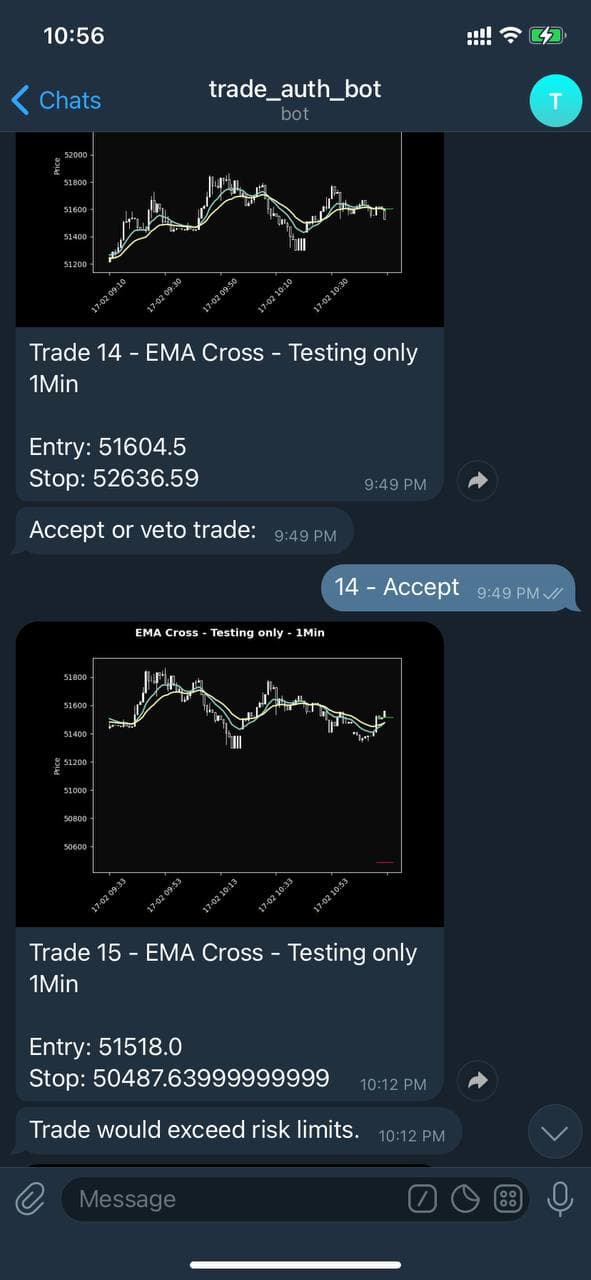 10:56
Chats
trade_auth_bot
bot
T
Price
52000
51800
51600
51400
51200
17-02 09:10
17-02 09:30
17-02 09:50
17-02 10:10
17-02 10:30
Trade 14 - EMA Cross - Testing only
1Min
Entry: 51604.5
Stop: 52636.59
9:49 PM
Accept or veto trade: 9:49 PM
14 - Accept 9:49 PM
EMA Cross - Testing only - 1Min
Price
51800
51600
51400
51200
51000
50800
50600
17-02 09:33
17-02 09:53
17-02 10:13
17-02 10:33
17-02 10:53
Trade 15 - EMA Cross - Testing only
1Min
Entry: 51518.0
Stop: 50487.63999999999
10:12 PM
Trade would exceed risk limits. 10:12 PM
Message